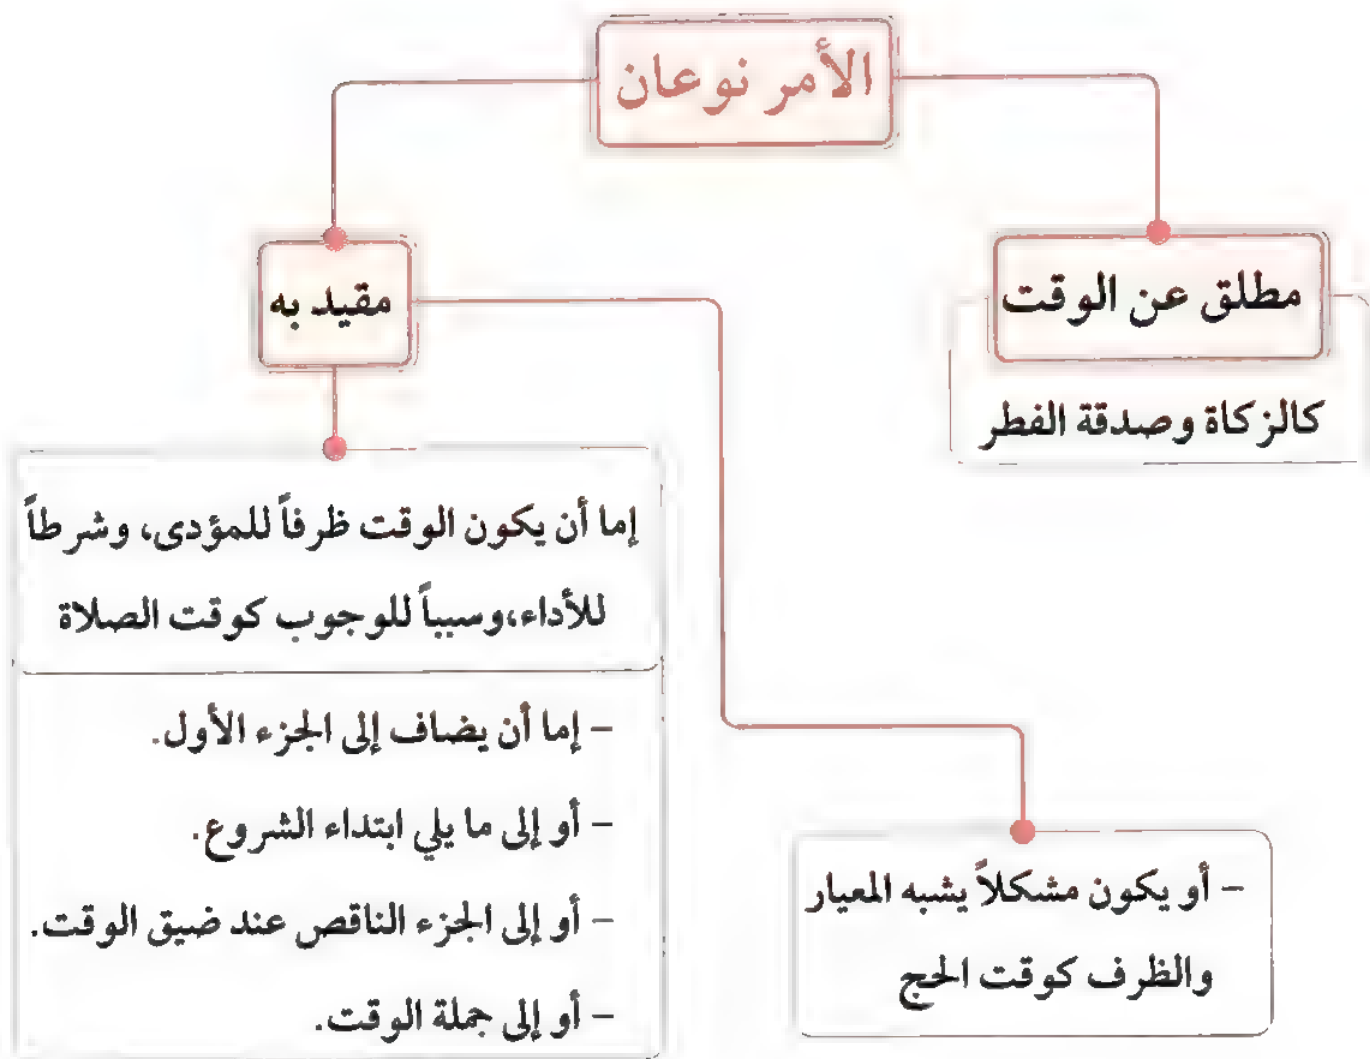 الأمر نوعان
مطلق عن الوقت
كالزكاة وصدقة الفطر
مقيد به
إما أن يكون الوقت ظرفاً للمؤدى، وشرطاً
للأداء،وسبباً للوجوب كوقت الصلاة
– إما أن يضاف إلى الجزء الأول.
– أو إلى ما يلي ابتداء الشروع.
– أو إلى الجزء الناقص عند ضيق الوقت.
– أو إلى جملة الوقت.
– أو يكون مشكلاً يشبه المعيار
والظرف كوقت الحج